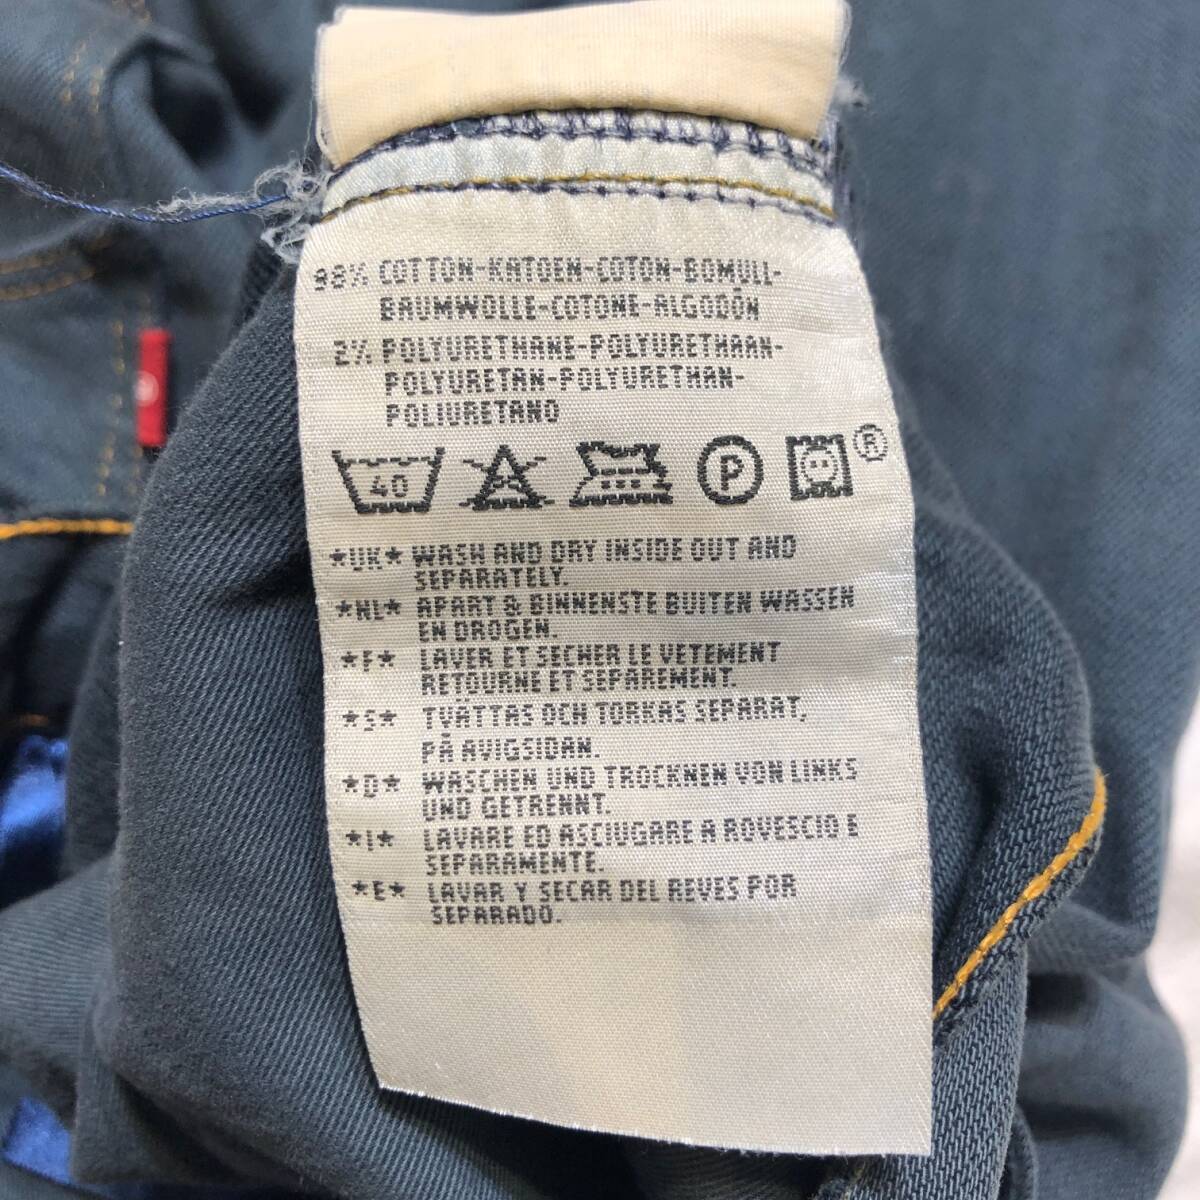 98% COTTON-KATOEN-COTON-BOMULL-
BAUMWOLLE-COTONE-ALGODÓN
2% POLYURETHANE-POLYURETHAAN-
POLYURETAN-POLYURETHAN-
POLIURETANO
40 P ®
*UK* WASH AND DRY INSIDE OUT AND
SEPARATELY.
*NL* APART & BINNENSTE BUITEN WASSEN
EN DROGEN.
*F* LAVER ET SECHER LE VETEMENT
RETOURNE ET SEPAREMENT.
*S* TVÄTTAS OCH TORKAS SEPARAT,
PÅ AVIGSIDAN.
*D* WASCHEN UND TROCKNEN VON LINKS
UND GETRENNT.
*I* LAVARE ED ASCIUGARE A ROVESCIO E
SEPARAMENTE.
*E* LAVAR Y SECAR DEL REVES POR
SEPARADO.